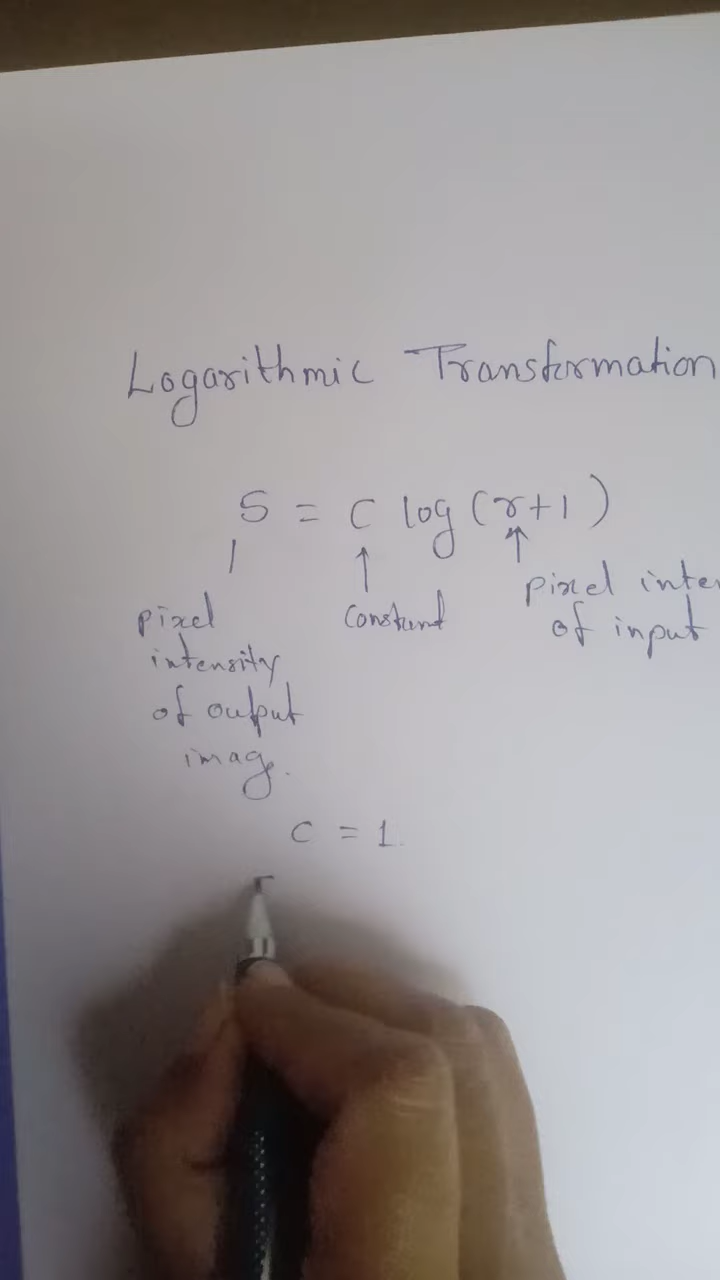 Logarithmic Transformation
S = C log (r+1)
pixel
intensity
of output
imag.
Constant
pixel inte
of input
C = 1.